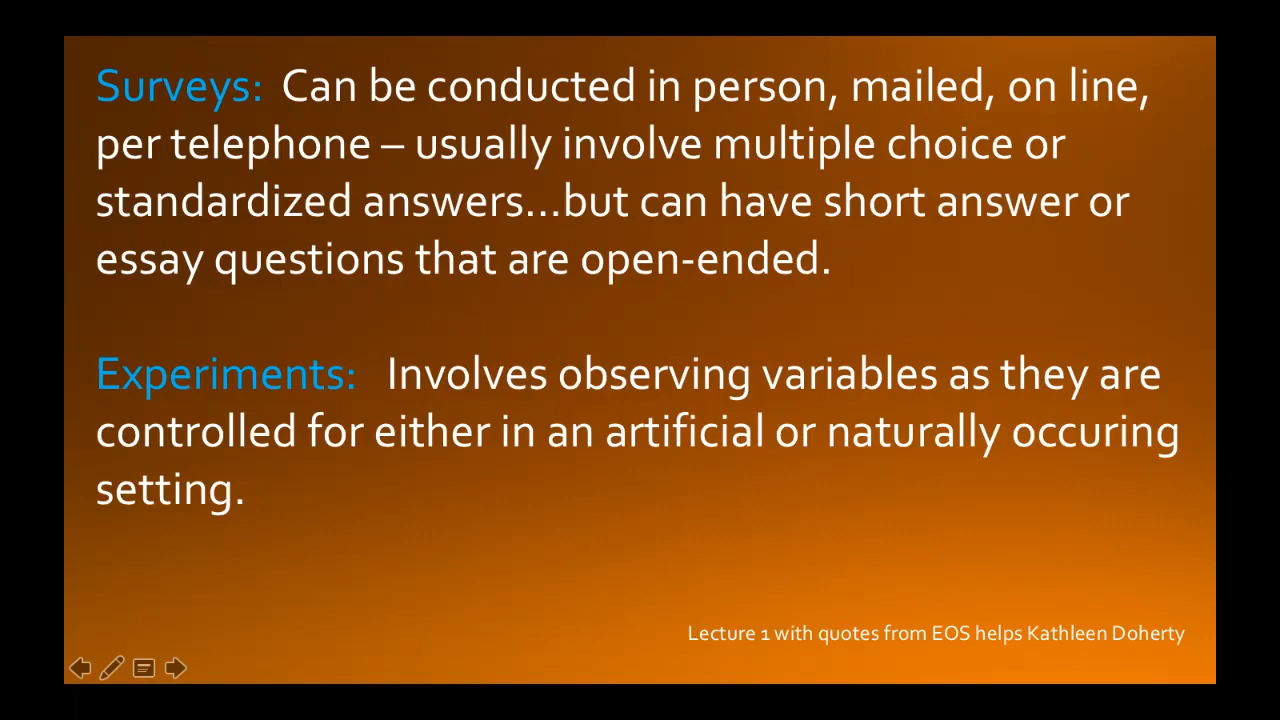 Surveys: Can be conducted in person, mailed, on line,
per telephone – usually involve multiple choice or
standardized answers…but can have short answer or
essay questions that are open-ended.
Experiments: Involves observing variables as they are
controlled for either in an artificial or naturally occuring
setting.
Lecture 1 with quotes from EOS helps Kathleen Doherty